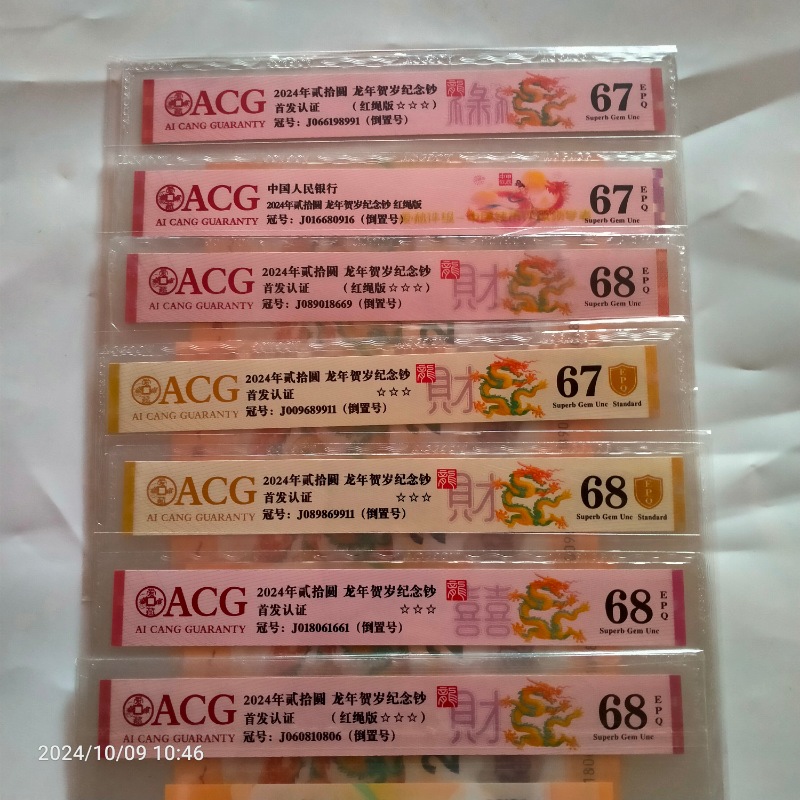 ACG
AI CANG GUARANTY
2024年贰拾圆 龙年贺岁纪念钞
首发认证 （红绳版☆☆☆）
冠号：J066198991（倒置号）
龍
禄
67
EPQ
Superb Gem Unc
ACG
AI CANG GUARANTY
中国人民银行
2024年贰拾圆 龙年贺岁纪念钞 红绳版
冠号：J016680916（倒置号）
67
Superb Gem Unc
ACG
AI CANG GUARANTY
2024年贰拾圆 龙年贺岁纪念钞
首发认证 （红绳版☆☆☆）
冠号：J089018669（倒置号）
龍
財
68
EPQ
Superb Gem Unc
ACG
AI CANG GUARANTY
2024年贰拾圆 龙年贺岁纪念钞
首发认证 ☆☆☆
冠号：J009689911（倒置号）
龍
財
67
EPQ
Superb Gem Unc Standard
ACG
AI CANG GUARANTY
2024年贰拾圆 龙年贺岁纪念钞
首发认证 ☆☆☆
冠号：J089869911（倒置号）
龍
財
68
EPQ
Superb Gem Unc Standard
ACG
AI CANG GUARANTY
2024年贰拾圆 龙年贺岁纪念钞
首发认证 ☆☆☆
冠号：J018061661（倒置号）
龍
囍
68
EPQ
Superb Gem Unc
ACG
AI CANG GUARANTY
2024年贰拾圆 龙年贺岁纪念钞
首发认证 （红绳版☆☆☆）
冠号：J060810806（倒置号）
龍
財
68
EPQ
Superb Gem Unc
2024/10/09 10:46